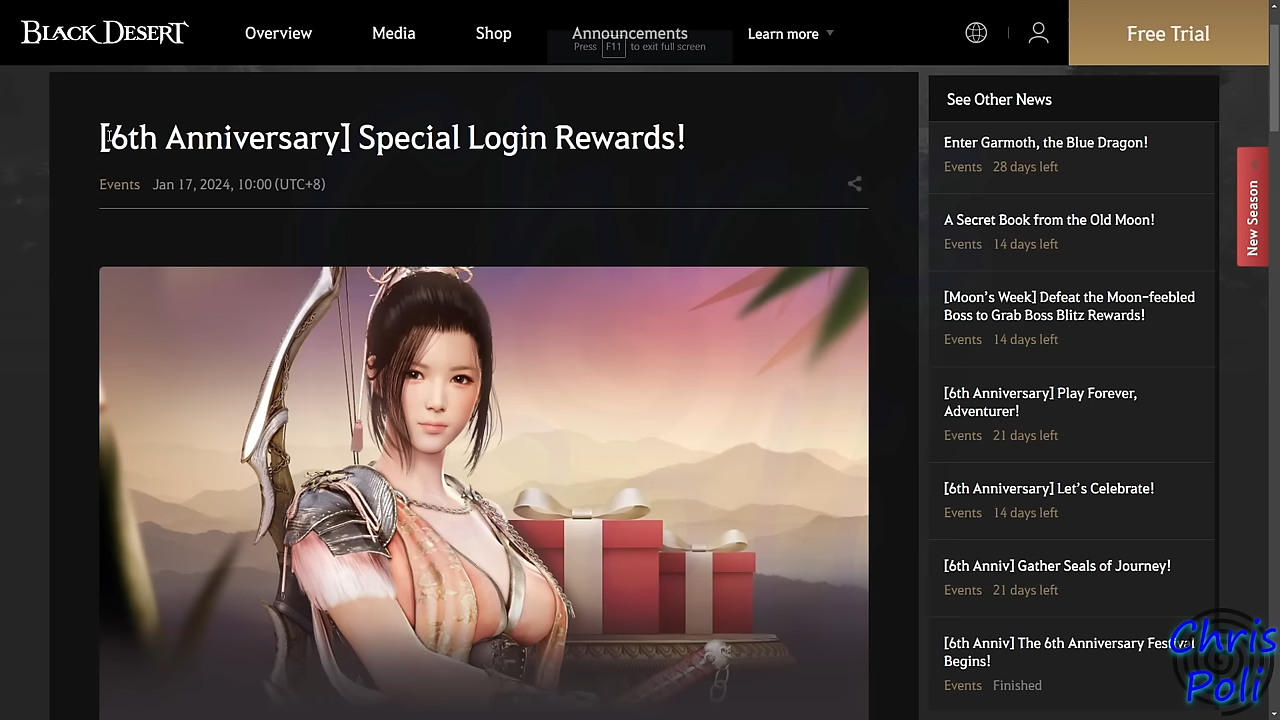 BLACK DESERT
Overview
Media
Shop
Announcements
Learn more
Free Trial
Press F11 to exit full screen
[6th Anniversary] Special Login Rewards!
Events Jan 17, 2024, 10:00 (UTC+8)
See Other News
Enter Garmoth, the Blue Dragon!
Events 28 days left
A Secret Book from the Old Moon!
Events 14 days left
[Moon's Week] Defeat the Moon-feebled
Boss to Grab Boss Blitz Rewards!
Events 14 days left
[6th Anniversary] Play Forever,
Adventurer!
Events 21 days left
[6th Anniversary] Let's Celebrate!
Events 14 days left
[6th Anniv] Gather Seals of Journey!
Events 21 days left
[6th Anniv] The 6th Anniversary Festival
Begins!
Events Finished
New Season
Chris
Poli